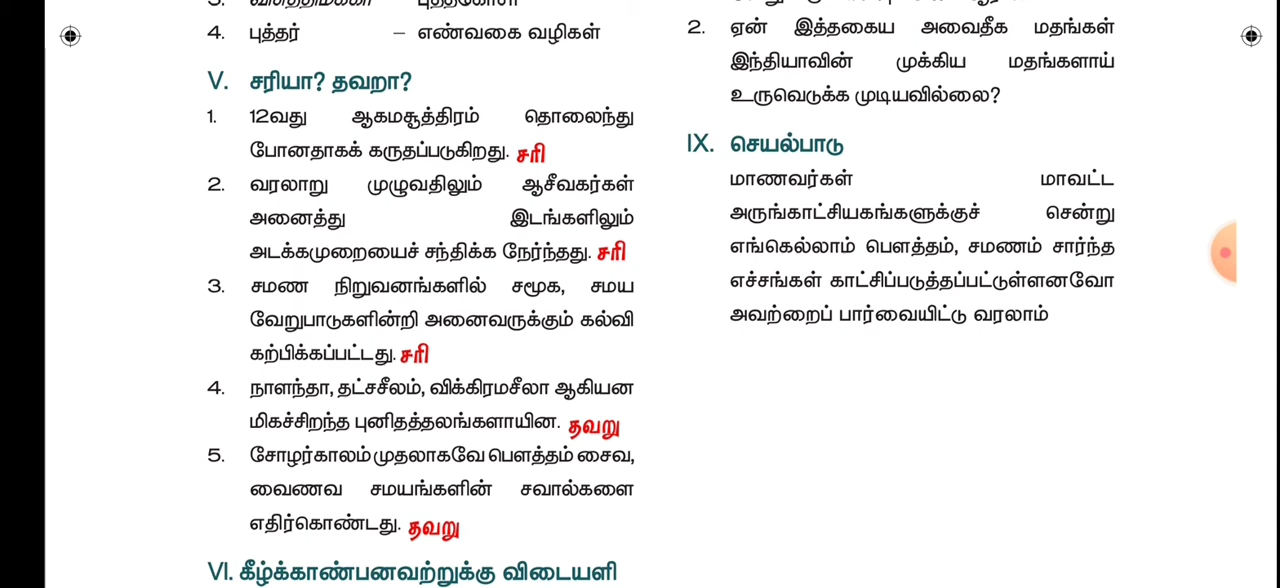 4. புத்தர் – எண்வகை வழிகள்
V. சரியா? தவறா?
1. 12வது ஆகமசூத்திரம் தொலைந்து
போனதாகக் கருதப்படுகிறது. சரி
2. வரலாறு முழுவதிலும் ஆசீவகர்கள்
அனைத்து இடங்களிலும்
அடக்கமுறையைச் சந்திக்க நேர்ந்தது. சரி
3. சமண நிறுவனங்களில் சமூக, சமய
வேறுபாடுகளின்றி அனைவருக்கும் கல்வி
கற்பிக்கப்பட்டது. சரி
4. நாளந்தா, தட்சசீலம், விக்கிரமசீலா ஆகியன
மிகச்சிறந்த புனிதத்தலங்களாயின. தவறு
5. சோழர்காலம் முதலாகவே பௌத்தம் சைவ,
வைணவ சமயங்களின் சவால்களை
எதிர்கொண்டது. தவறு
VI. கீழ்க்காண்பனவற்றுக்கு விடையளி
2. ஏன் இத்தகைய அவைதீக மதங்கள்
இந்தியாவின் முக்கிய மதங்களாய்
உருவெடுக்க முடியவில்லை?
IX. செயல்பாடு
மாணவர்கள் மாவட்ட
அருங்காட்சியகங்களுக்குச் சென்று
எங்கெல்லாம் பௌத்தம், சமணம் சார்ந்த
எச்சங்கள் காட்சிப்படுத்தப்பட்டுள்ளனவோ
அவற்றைப் பார்வையிட்டு வரலாம்